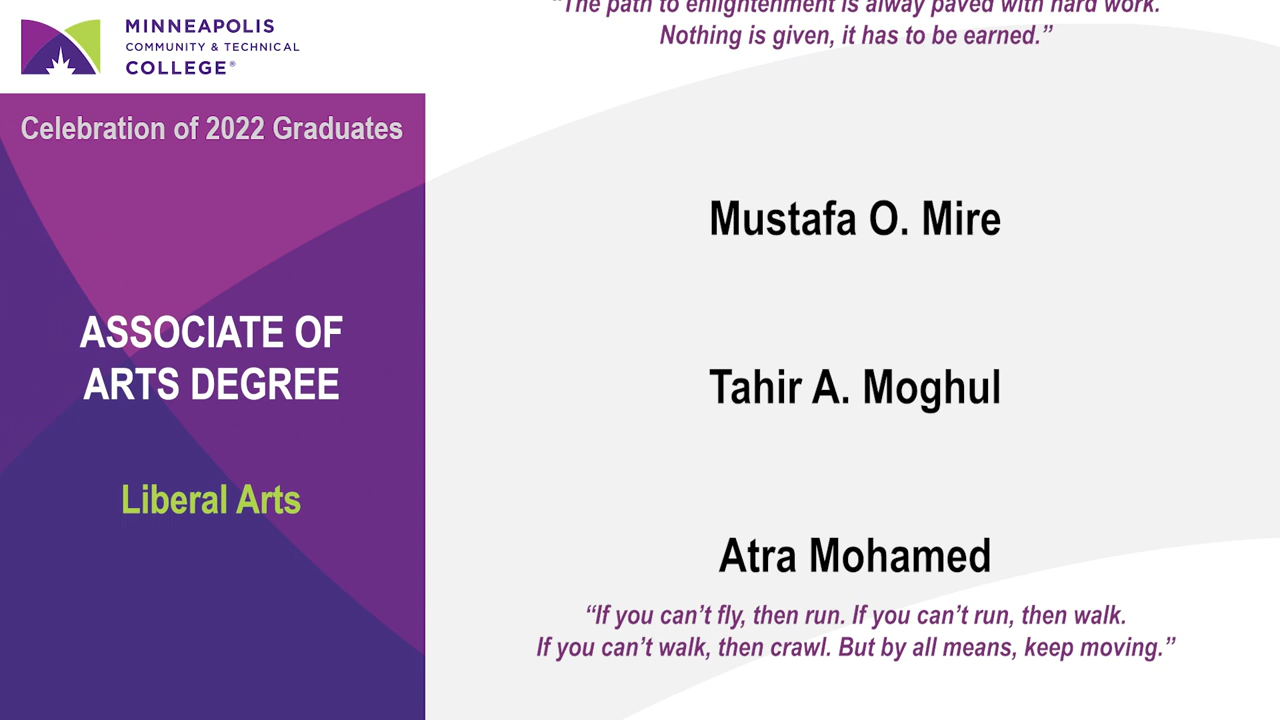 MINNEAPOLIS
COMMUNITY & TECHNICAL
COLLEGE®
Celebration of 2022 Graduates
ASSOCIATE OF
ARTS DEGREE
Liberal Arts
“The path to enlightenment is alway paved with hard work.
Nothing is given, it has to be earned.”
Mustafa O. Mire
Tahir A. Moghul
Atra Mohamed
“If you can’t fly, then run. If you can’t run, then walk.
If you can’t walk, then crawl. But by all means, keep moving.”